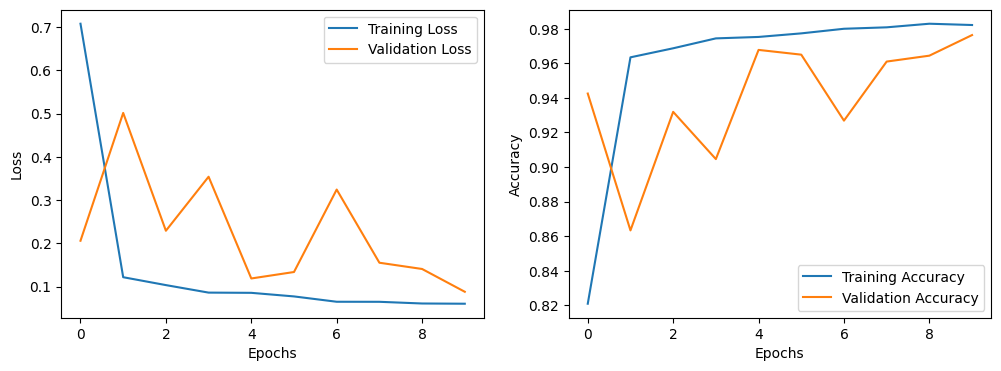 Training Loss
Validation Loss
0.7
0.6
0.5
0.4
0.3
0.2
0.1
Loss
0 2 4 6 8
Epochs
0.98
0.96
0.94
0.92
0.90
0.88
0.86
0.84
0.82
Accuracy
Training Accuracy
Validation Accuracy
0 2 4 6 8
Epochs